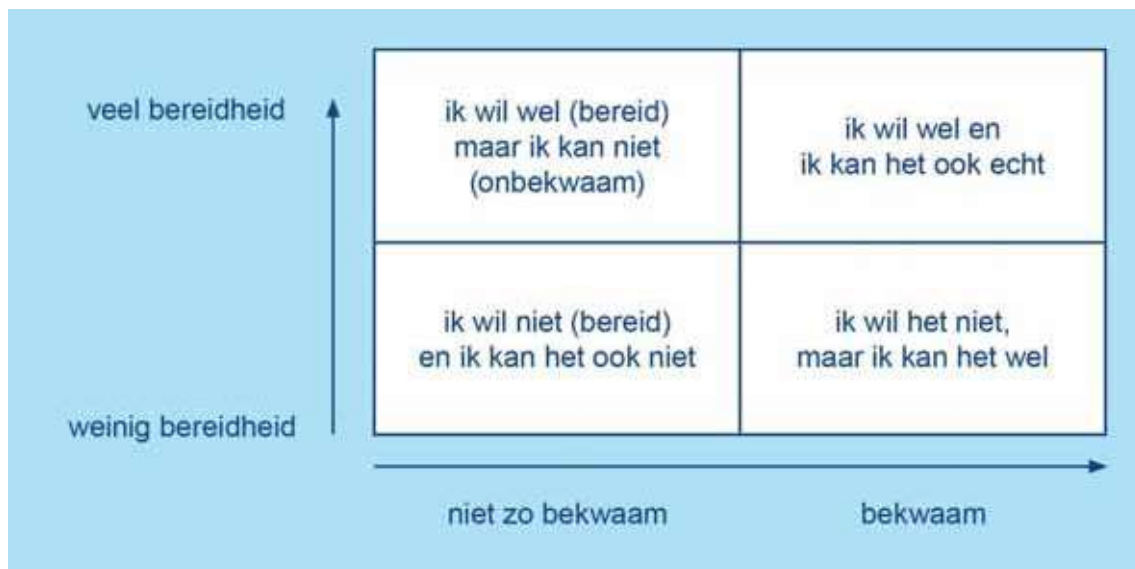 veel bereidheid
ik wil wel (bereid)
maar ik kan niet
(onbekwaam)
ik wil wel en
ik kan het ook echt
ik wil niet (bereid)
en ik kan het ook niet
ik wil het niet,
maar ik kan het wel
weinig bereidheid
niet zo bekwaam
bekwaam